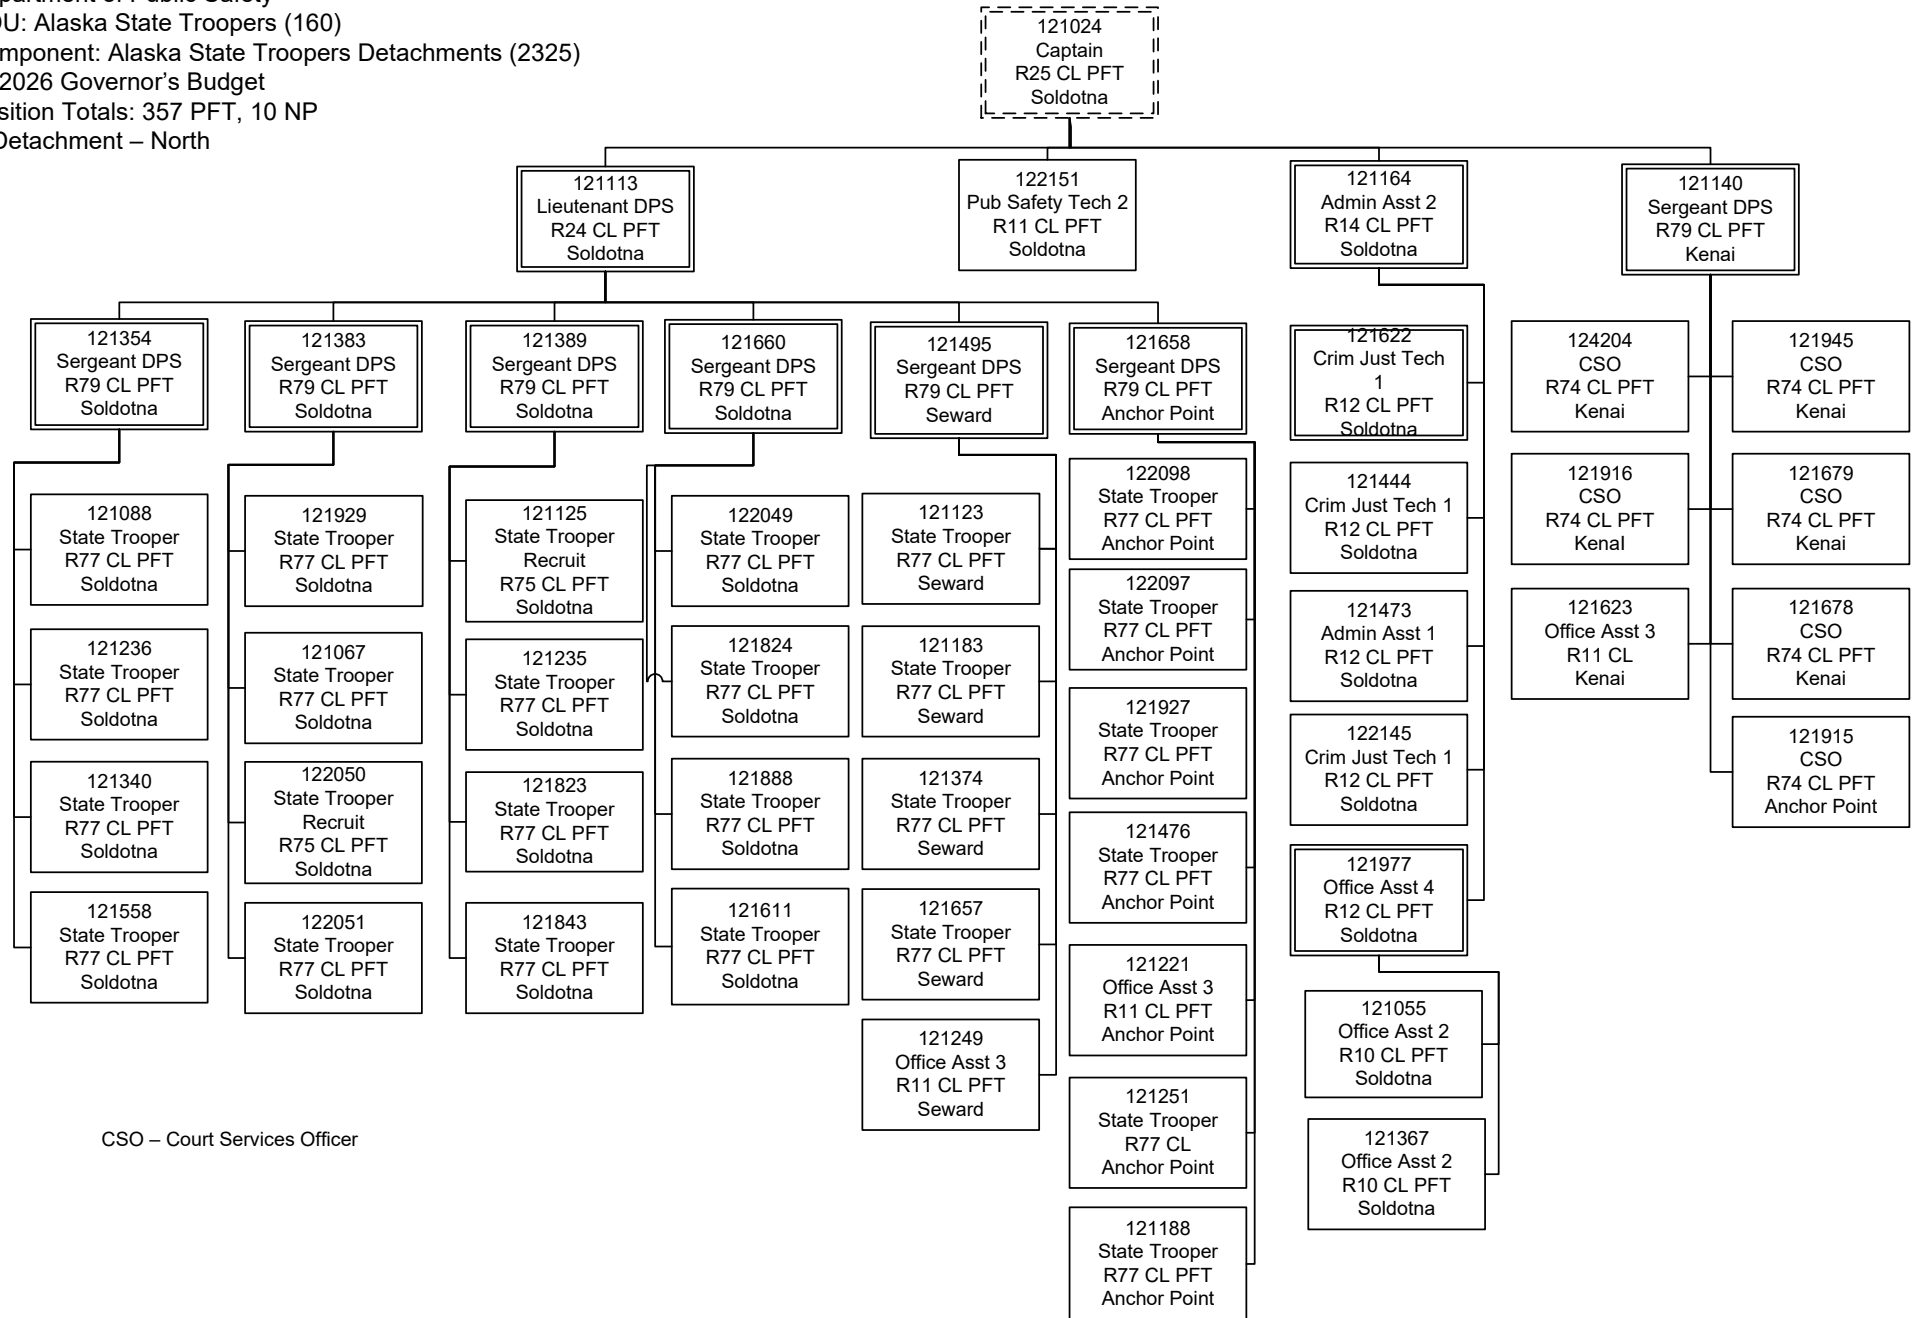 OU: Alaska State Troopers (160)
mponent: Alaska State Troopers Detachments (2325)
2026 Governor's Budget
sition Totals: 357 PFT, 10 NP
Detachment – North
121024
Captain
R25 CL PFT
Soldotna
121113
Lieutenant DPS
R24 CL PFT
Soldotna
122151
Pub Safety Tech 2
R11 CL PFT
Soldotna
121164
Admin Asst 2
R14 CL PFT
Soldotna
121140
Sergeant DPS
R79 CL PFT
Kenai
121354
Sergeant DPS
R79 CL PFT
Soldotna
121383
Sergeant DPS
R79 CL PFT
Soldotna
121389
Sergeant DPS
R79 CL PFT
Soldotna
121660
Sergeant DPS
R79 CL PFT
Soldotna
121495
Sergeant DPS
R79 CL PFT
Seward
121658
Sergeant DPS
R79 CL PFT
Anchor Point
121622
Crim Just Tech
1
R12 CL PFT
Soldotna
124204
CSO
R74 CL PFT
Kenai
121945
CSO
R74 CL PFT
Kenai
121088
State Trooper
R77 CL PFT
Soldotna
121236
State Trooper
R77 CL PFT
Soldotna
121340
State Trooper
R77 CL PFT
Soldotna
121558
State Trooper
R77 CL PFT
Soldotna
121929
State Trooper
R77 CL PFT
Soldotna
121067
State Trooper
R77 CL PFT
Soldotna
122050
State Trooper
Recruit
R75 CL PFT
Soldotna
122051
State Trooper
R77 CL PFT
Soldotna
121125
State Trooper
Recruit
R75 CL PFT
Soldotna
121235
State Trooper
R77 CL PFT
Soldotna
121823
State Trooper
R77 CL PFT
Soldotna
121843
State Trooper
R77 CL PFT
Soldotna
122049
State Trooper
R77 CL PFT
Soldotna
121824
State Trooper
R77 CL PFT
Soldotna
121888
State Trooper
R77 CL PFT
Soldotna
121611
State Trooper
R77 CL PFT
Soldotna
121123
State Trooper
R77 CL PFT
Seward
121183
State Trooper
R77 CL PFT
Seward
121374
State Trooper
R77 CL PFT
Seward
121657
State Trooper
R77 CL PFT
Seward
121249
Office Asst 3
R11 CL PFT
Seward
122098
State Trooper
R77 CL PFT
Anchor Point
122097
State Trooper
R77 CL PFT
Anchor Point
121927
State Trooper
R77 CL PFT
Anchor Point
121476
State Trooper
R77 CL PFT
Anchor Point
121221
Office Asst 3
R11 CL PFT
Anchor Point
121251
State Trooper
R77 CL
Anchor Point
121188
State Trooper
R77 CL PFT
Anchor Point
121444
Crim Just Tech 1
R12 CL PFT
Soldotna
121473
Admin Asst 1
R12 CL PFT
Soldotna
122145
Crim Just Tech 1
R12 CL PFT
Soldotna
121977
Office Asst 4
R12 CL PFT
Soldotna
121055
Office Asst 2
R10 CL PFT
Soldotna
121367
Office Asst 2
R10 CL PFT
Soldotna
121916
CSO
R74 CL PFT
KenaI
121679
CSO
R74 CL PFT
Kenai
121623
Office Asst 3
R11 CL
Kenai
121678
CSO
R74 CL PFT
Kenai
121915
CSO
R74 CL PFT
Anchor Point
CSO – Court Services Officer